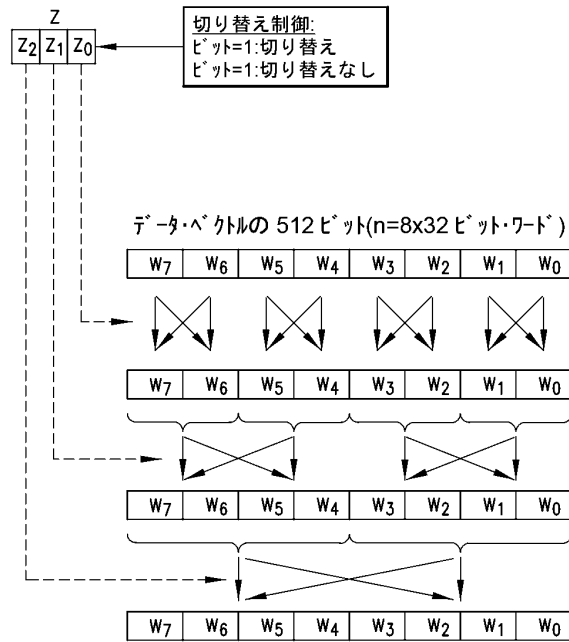 Z
Z2 Z1 Z0
切り替え制御:
ビット=1:切り替え
ビット=1:切り替えなし
データ・ベクトルの 512 ビット(n=8x32 ビット・ワード)
W7 W6 W5 W4 W3 W2 W1 W0
W7 W6 W5 W4 W3 W2 W1 W0
W7 W6 W5 W4 W3 W2 W1 W0
W7 W6 W5 W4 W3 W2 W1 W0